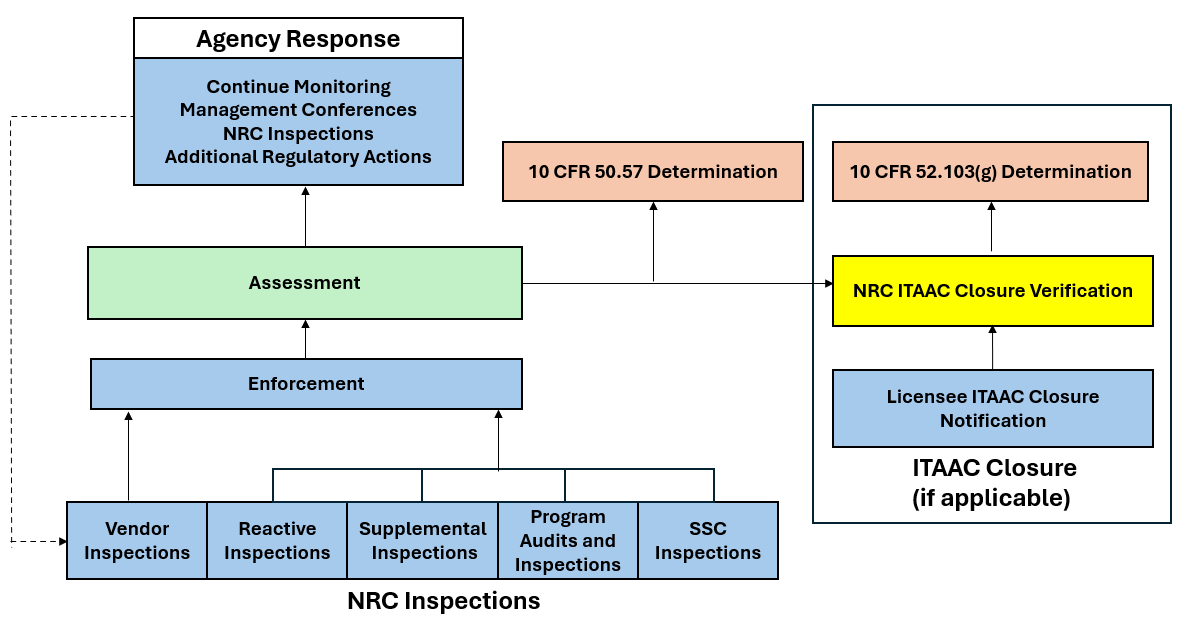 Agency Response
Continue Monitoring
Management Conferences
NRC Inspections
Additional Regulatory Actions
10 CFR 50.57 Determination
10 CFR 52.103(g) Determination
Assessment
NRC ITAAC Closure Verification
Enforcement
Licensee ITAAC Closure
Notification
ITAAC Closure
(if applicable)
Vendor
Inspections
Reactive
Inspections
Supplemental
Inspections
Program
Audits and
Inspections
SSC
Inspections
NRC Inspections